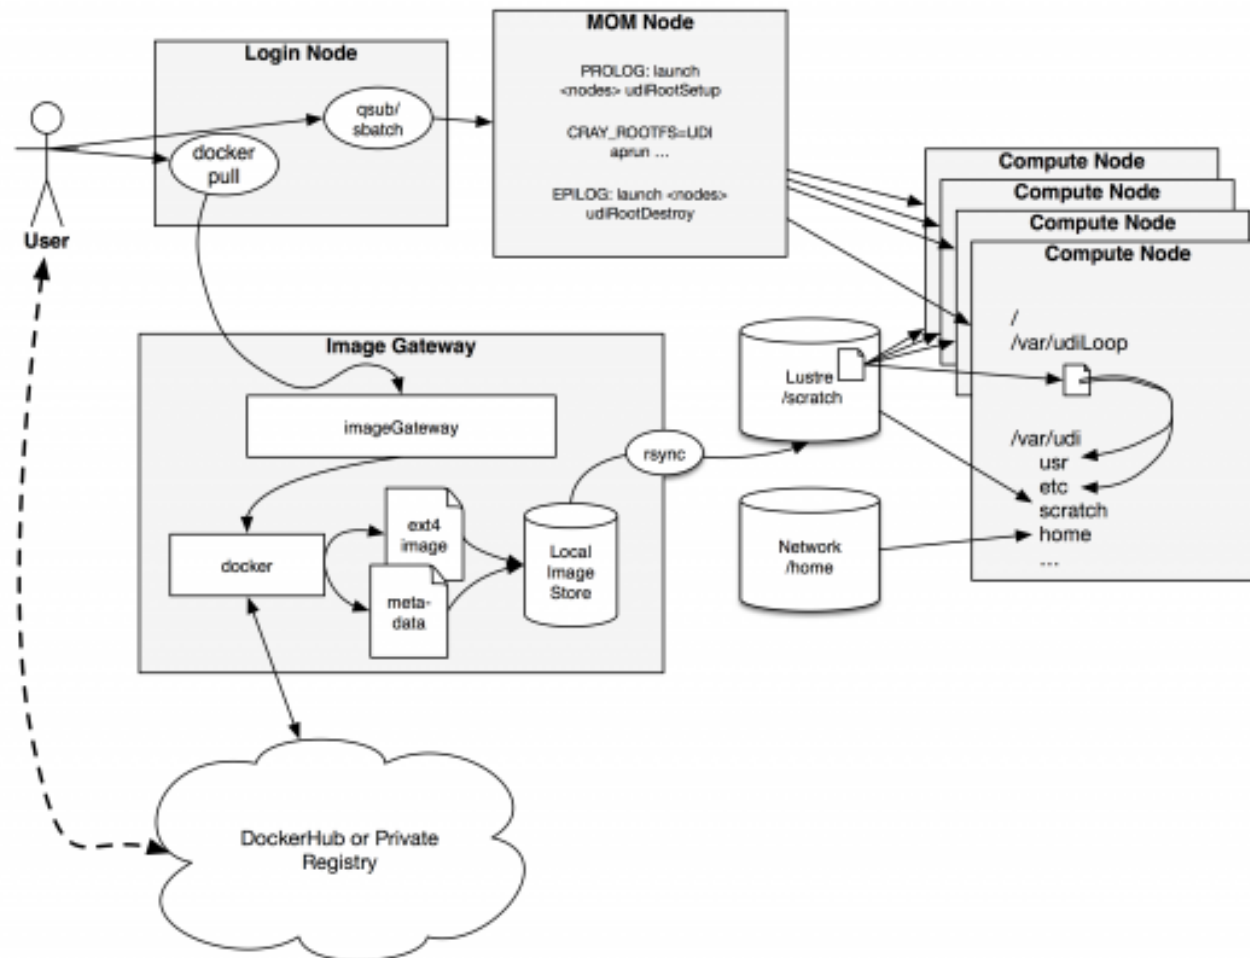 Login Node
qsub/
sbatch
docker
pull
User
MOM Node
PROLOG: launch
<nodes> udiRootSetup
CRAY_ROOTFS=UDI
aprun ...
EPILOG: launch <nodes>
udiRootDestroy
Compute Node
Compute Node
Compute Node
Compute Node
/
/var/udiLoop
/var/udi
usr
etc
scratch
home
...
Image Gateway
imageGateway
docker
ext4
image
meta-
data
Local
Image
Store
rsync
Lustre
/scratch
Network
/home
DockerHub or Private
Registry